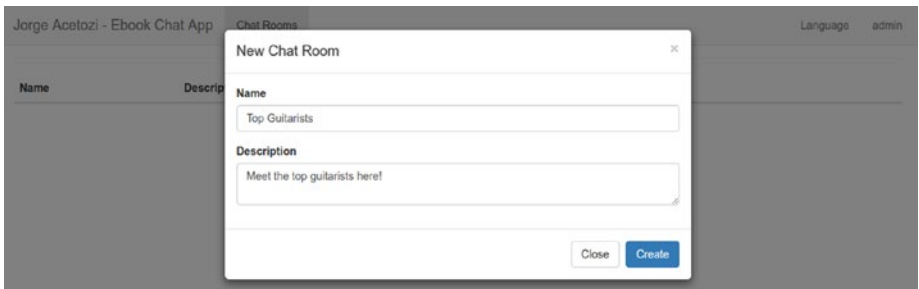 Jorge Acetozi - Ebook Chat App Chat Rooms Language admin
New Chat Room ×
Name Descrip
Name
Top Guitarists
Description
Meet the top guitarists here!
Close Create